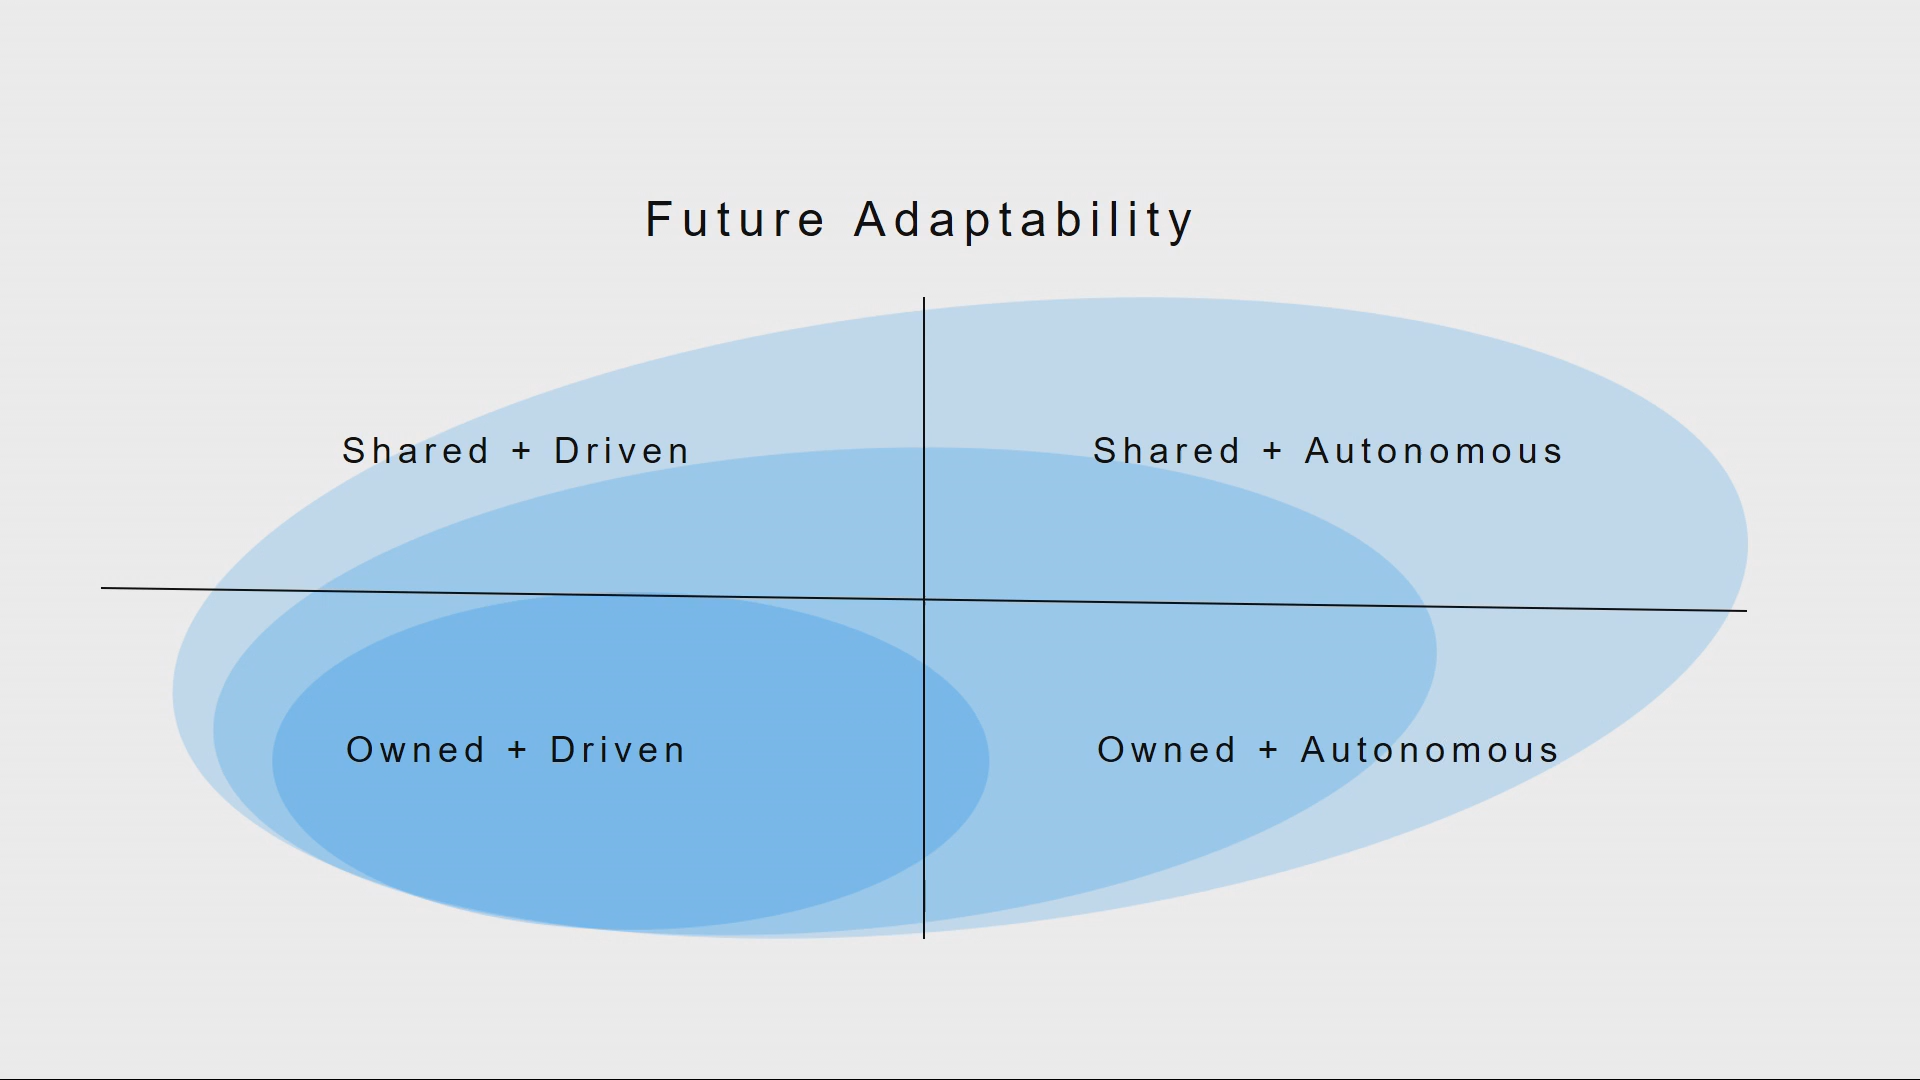 Future Adaptability
Shared + Driven
Shared + Autonomous
Owned + Driven
Owned + Autonomous